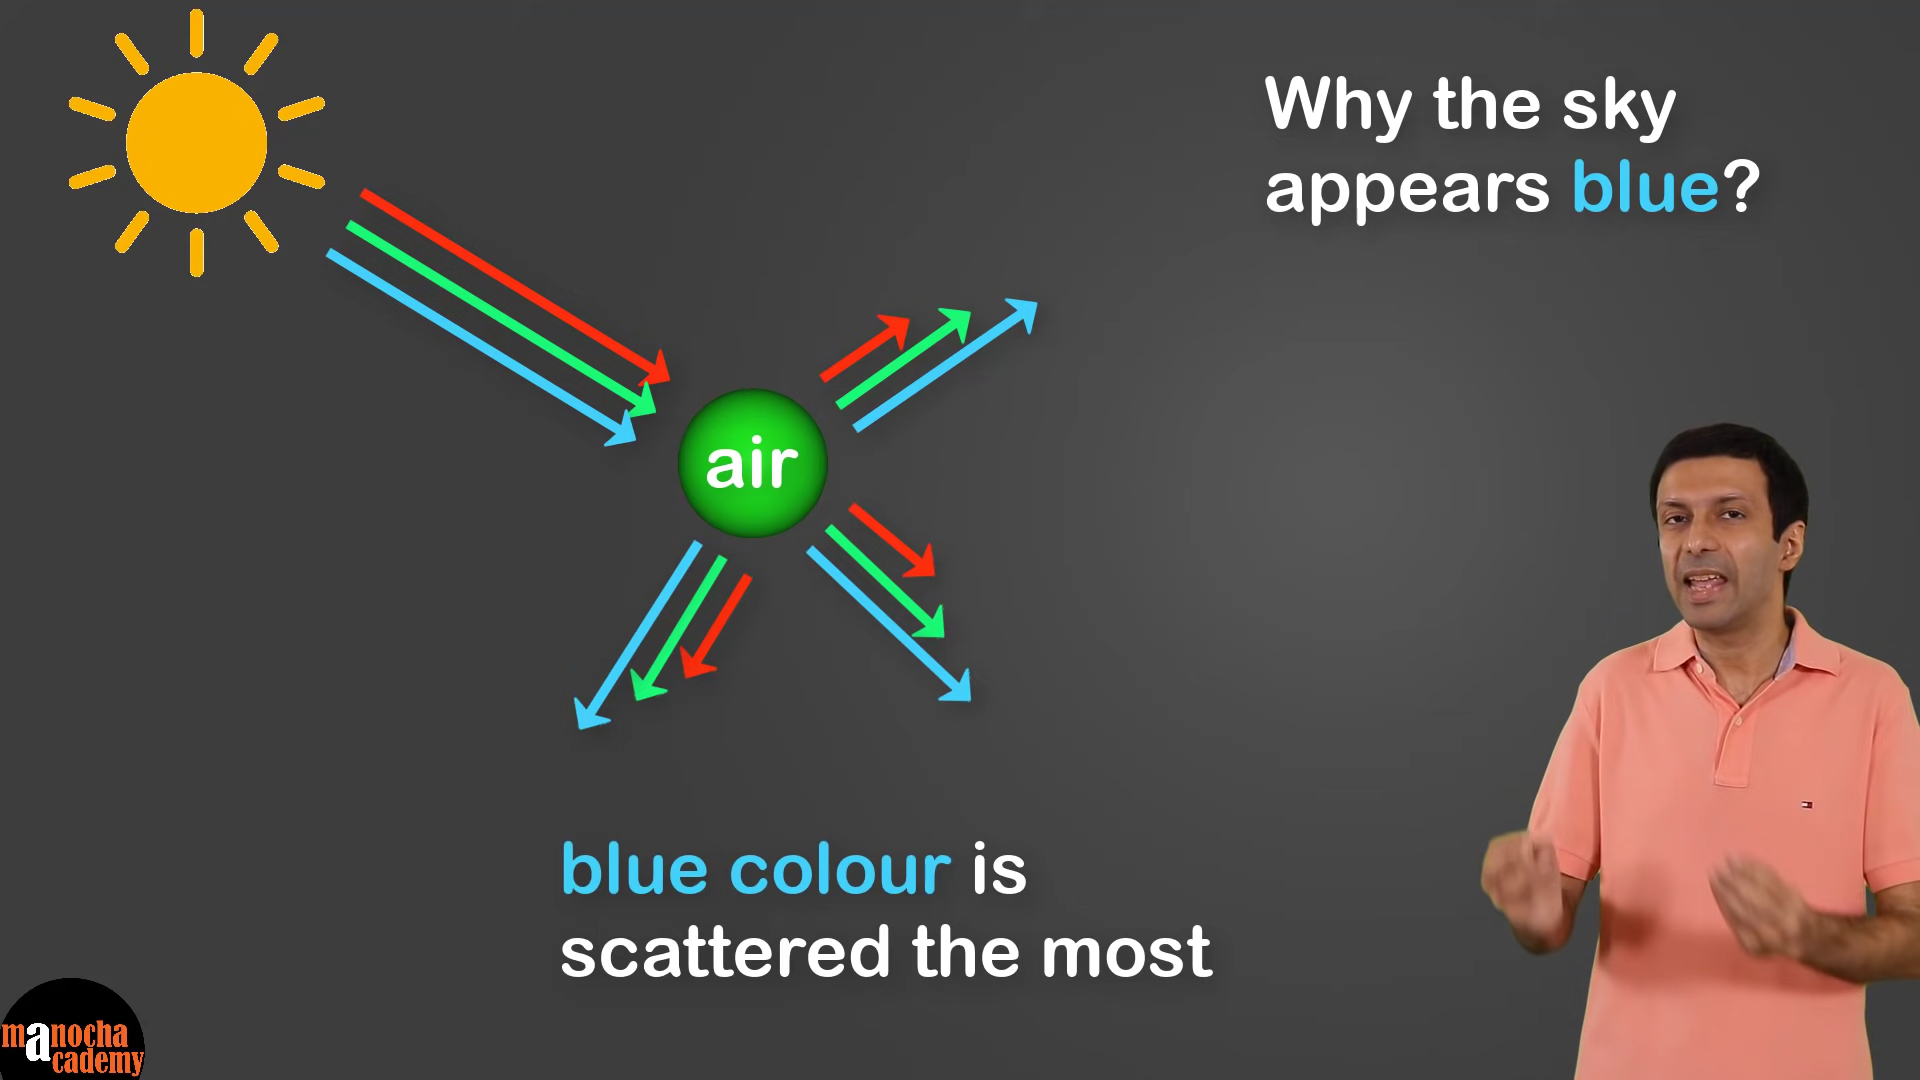 Why the sky
appears blue?
air
blue colour is
scattered the most
manocha
academy